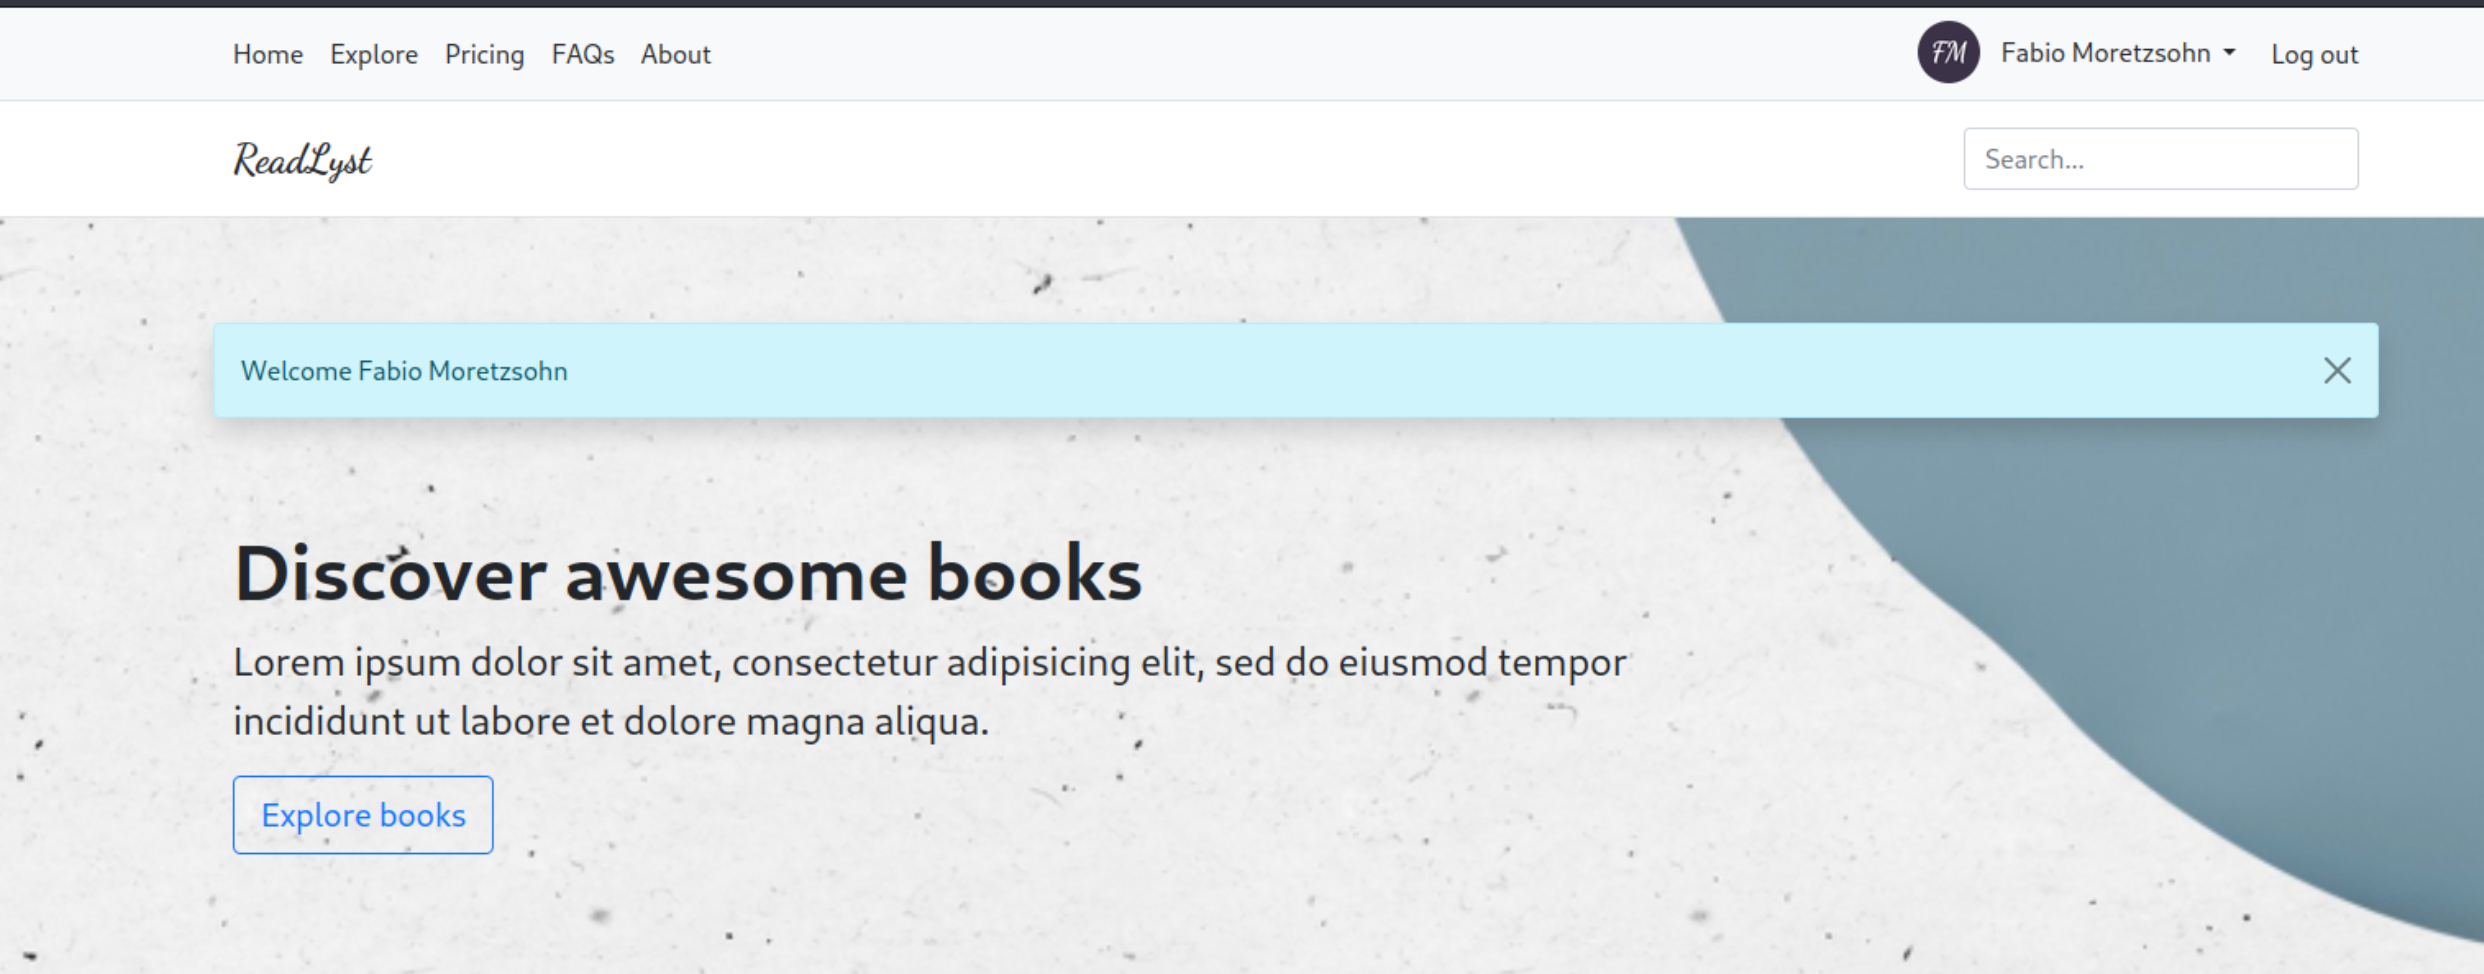 Home Explore Pricing FAQs About
FM Fabio Moretzsohn Log out
ReadLyst
Search...
Welcome Fabio Moretzsohn
Discover awesome books
Lorem ipsum dolor sit amet, consectetur adipisicing elit, sed do eiusmod tempor
incididunt ut labore et dolore magna aliqua.
Explore books